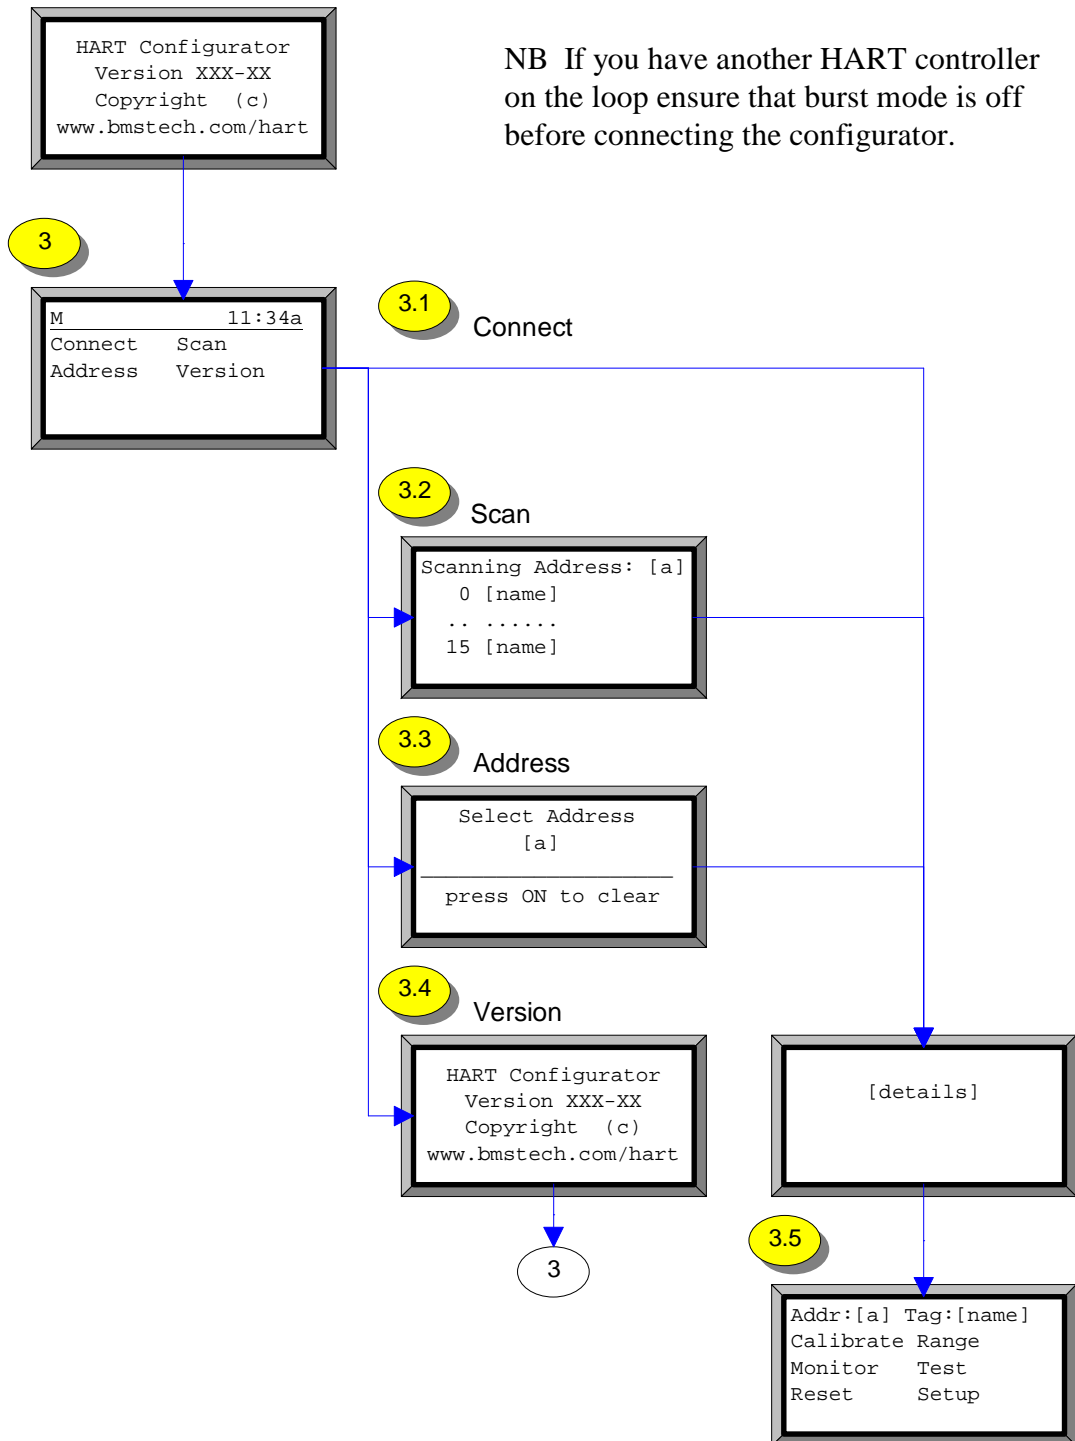 HART Configurator
Version XXX-XX
Copyright (c)
www.bmstech.com/hart
NB If you have another HART controller
on the loop ensure that burst mode is off
before connecting the configurator.
3
M 11:34a
Connect Scan
Address Version
3.1
Connect
3.2
Scan
Scanning Address: [a]
0 [name]
.. ......
15 [name]
3.3
Address
Select Address
[a]
press ON to clear
3.4
Version
HART Configurator
Version XXX-XX
Copyright (c)
www.bmstech.com/hart
[details]
3
3.5
Addr:[a] Tag:[name]
Calibrate Range
Monitor Test
Reset Setup